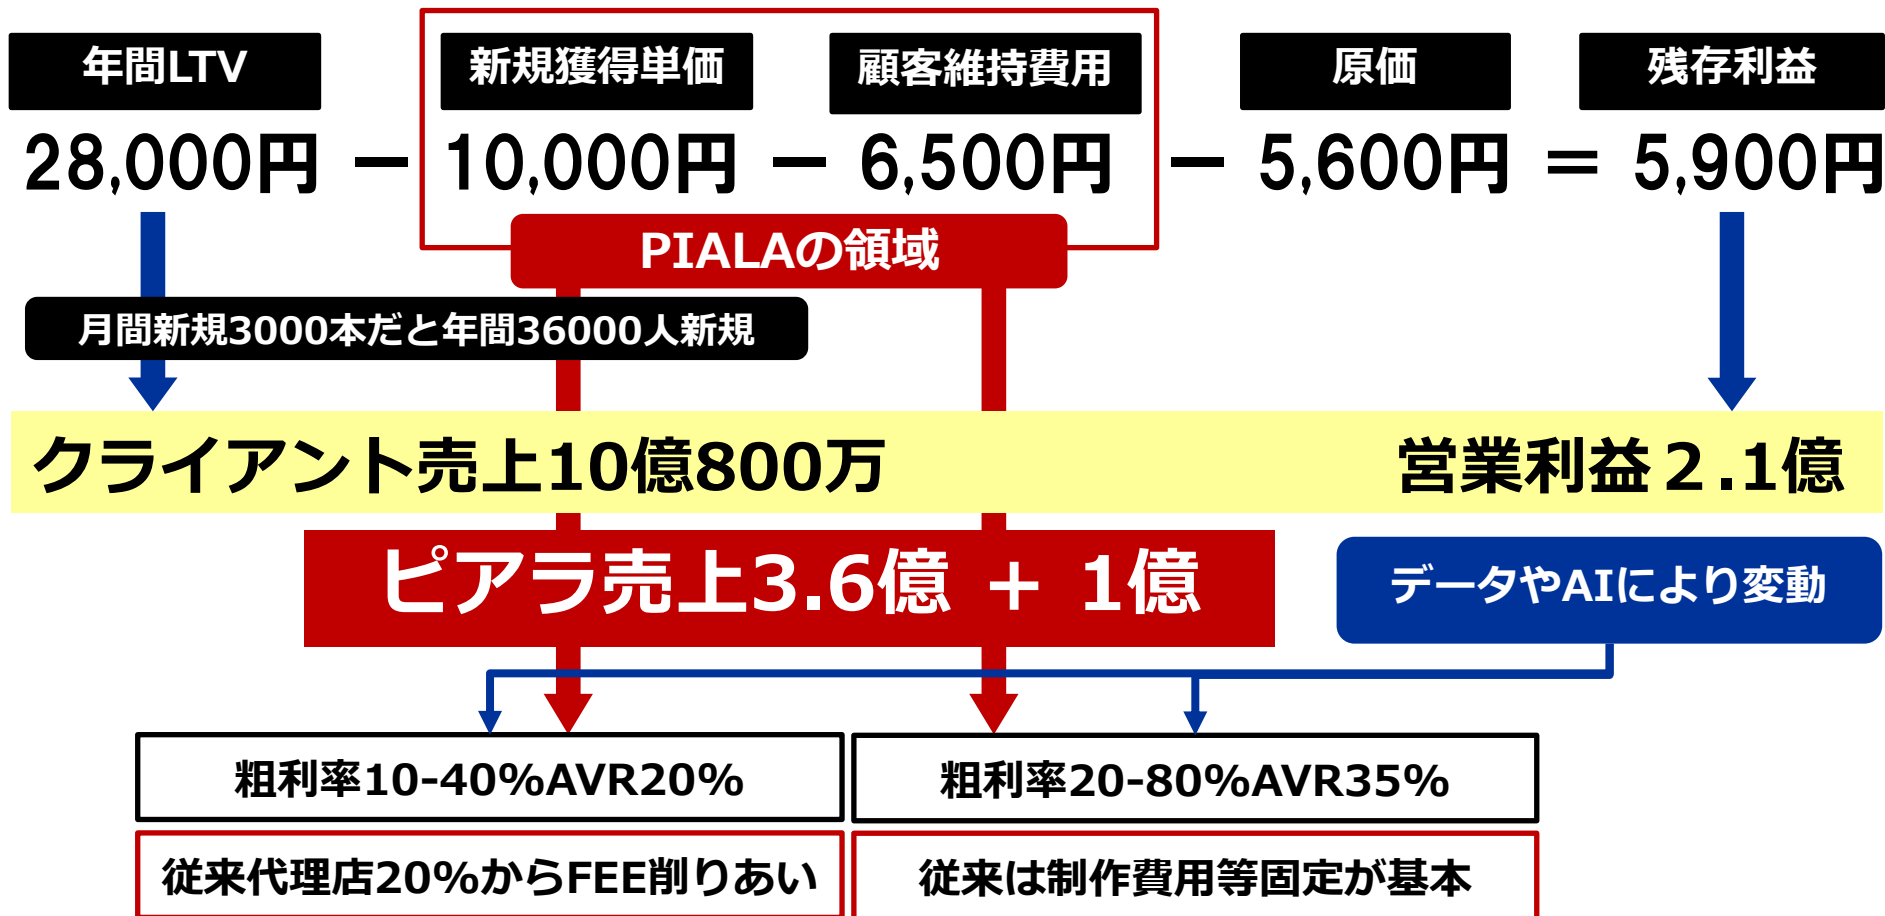 年間LTV 新規獲得単価 顧客維持費用 原価 残存利益
28,000円 − 10,000円 − 6,500円 − 5,600円 = 5,900円
PIALAの領域
月間新規3000本だと年間36000人新規
クライアント売上10億800万 営業利益２.1億
ピアラ売上3.6億 + 1億
データやAIにより変動
粗利率10-40%AVR20% 粗利率20-80%AVR35%
従来代理店20%からFEE削りあい 従来は制作費用等固定が基本